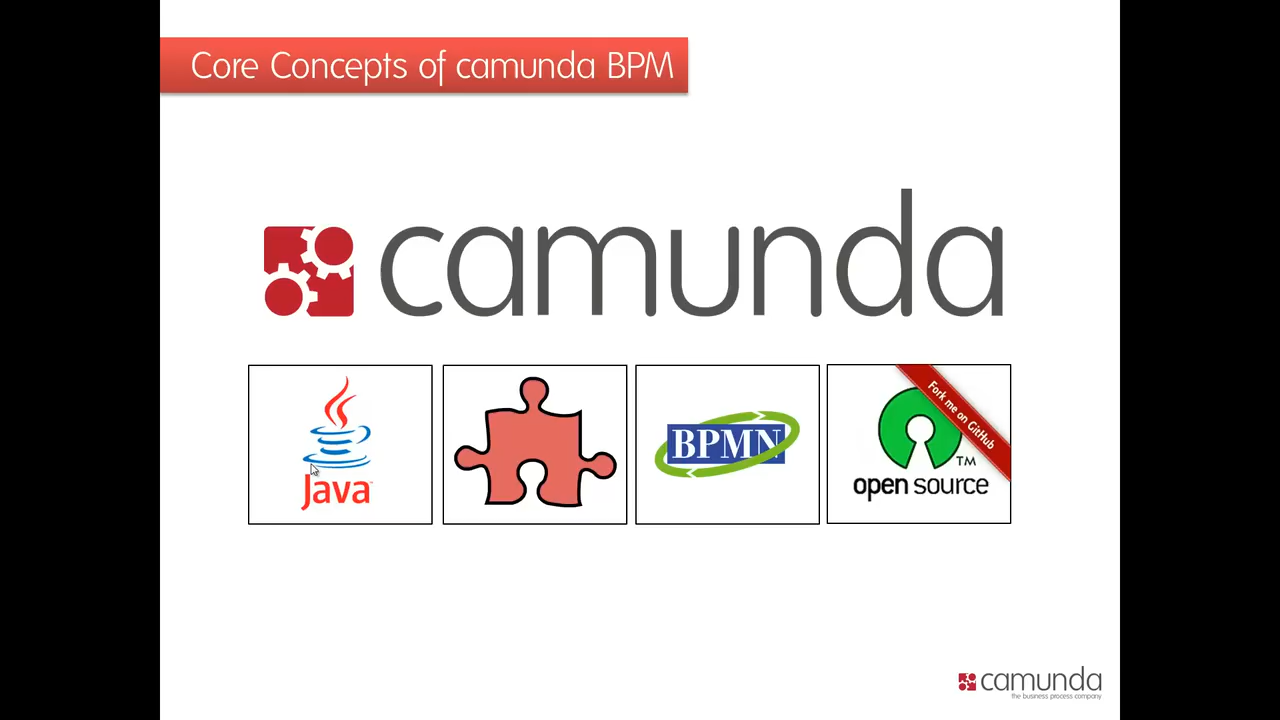 Core Concepts of camunda BPM
camunda
Java™
BPMN
Fork me on GitHub
TM
open source
camunda
the business process company